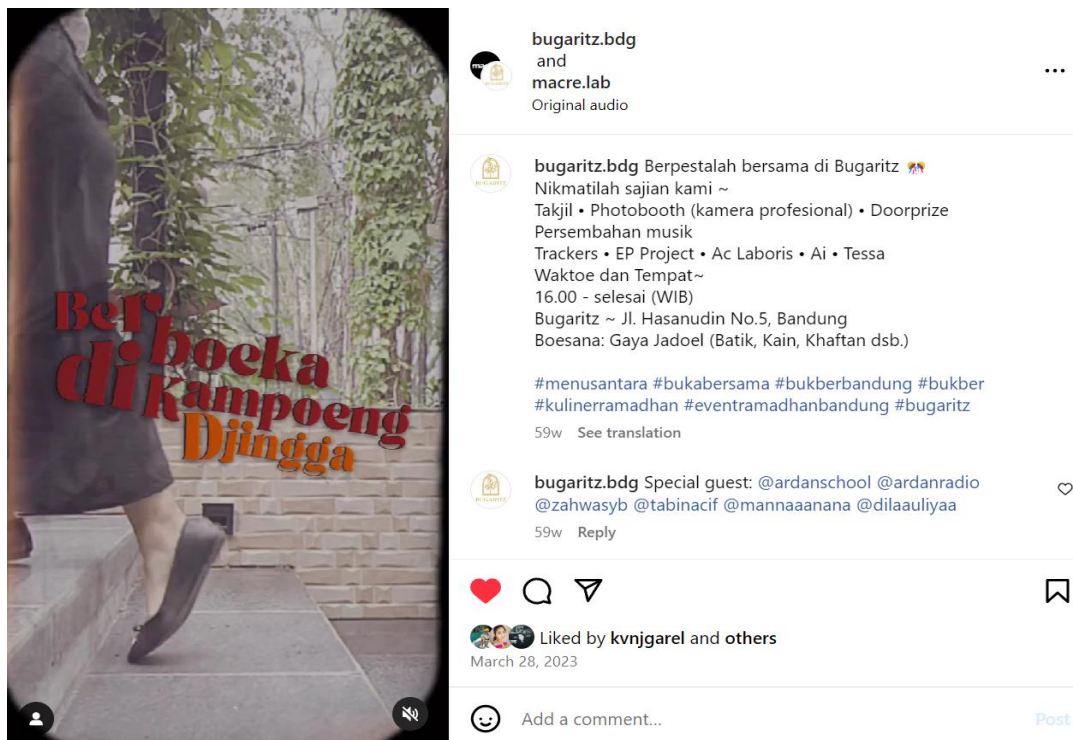 Ber
boeka
di Kampoeng
Djingga
bugaritz.bdg
and
macre.lab
Original audio
bugaritz.bdg Berpestalah bersama di Bugaritz 🎊
Nikmatilah sajian kami ~
Takjil • Photobooth (kamera profesional) • Doorprize
Persembahan musik
Trackers • EP Project • Ac Laboris • Ai • Tessa
Waktoe dan Tempat~
16.00 - selesai (WIB)
Bugaritz ~ Jl. Hasanudin No.5, Bandung
Boesana: Gaya Jadoel (Batik, Kain, Khaftan dsb.)
#menusantara #bukabersama #bukberbandung #bukber
#kulinerramadhan #eventramadhanbandung #bugaritz
59w See translation
bugaritz.bdg Special guest: @ardanschool @ardanradio
@zahwasyb @tabinacif @mannaaanana @dilaauliyaa
59w Reply
Liked by kvnjgarel and others
March 28, 2023
Add a comment...
Post